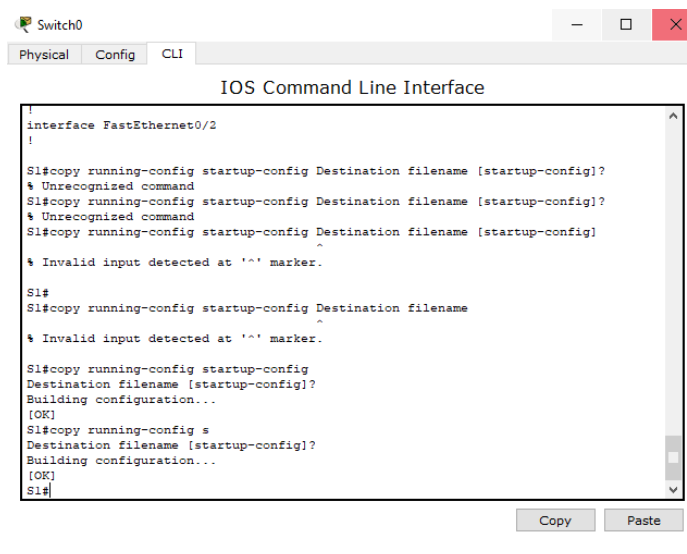 Switch0
Physical Config CLI
IOS Command Line Interface
!
interface FastEthernet0/2
!
S1#copy running-config startup-config Destination filename [startup-config]?
% Unrecognized command
S1#copy running-config startup-config Destination filename [startup-config]?
% Unrecognized command
S1#copy running-config startup-config Destination filename [startup-config]
^
% Invalid input detected at '^' marker.
S1#
S1#copy running-config startup-config Destination filename
^
% Invalid input detected at '^' marker.
S1#copy running-config startup-config
Destination filename [startup-config]?
Building configuration...
[OK]
S1#copy running-config s
Destination filename [startup-config]?
Building configuration...
[OK]
S1#
Copy Paste